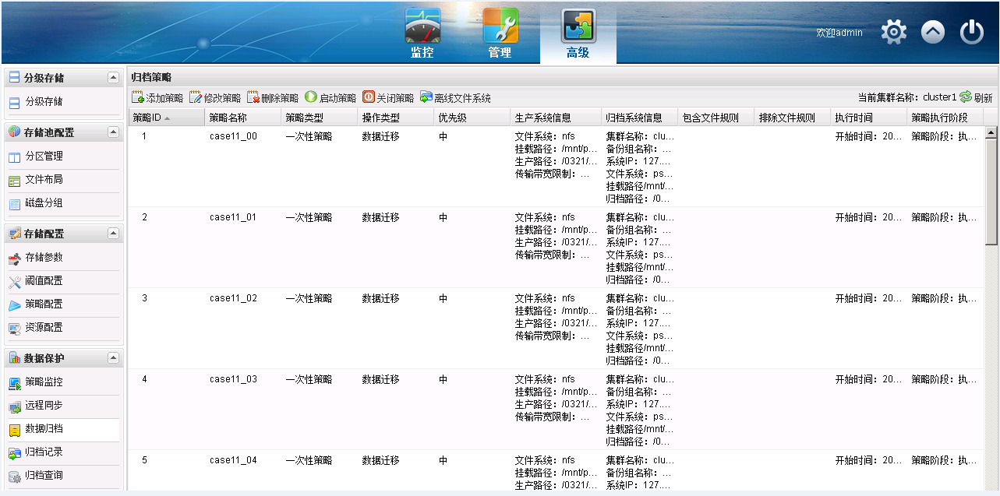 监控
管理
高级
欢迎admin
分级存储
分级存储
存储池配置
分区管理
文件布局
磁盘分组
存储配置
存储参数
阈值配置
策略配置
资源配置
数据保护
策略监控
远程同步
数据归档
归档记录
归档查询
归档策略
添加策略 修改策略 删除策略 启动策略 关闭策略 离线文件系统 当前集群名称：cluster1 刷新
策略ID 策略名称 策略类型 操作类型 优先级 生产系统信息 归档系统信息 包含文件规则 排除文件规则 执行时间 策略执行阶段
1 case11_00 一次性策略 数据迁移 中 文件系统：nfs 集群名称：clu... 开始时间：20... 策略阶段：执...
挂载路径：/mnt/p... 备份组名称：...
生产路径：/0321/... 系统IP：127....
传输带宽限制：... 文件系统：ps...
挂载路径/mnt/...
归档路径：/0...
2 case11_01 一次性策略 数据迁移 中 文件系统：nfs 集群名称：clu... 开始时间：20... 策略阶段：执...
挂载路径：/mnt/p... 备份组名称：...
生产路径：/0321/... 系统IP：127....
传输带宽限制：... 文件系统：ps...
挂载路径/mnt/...
归档路径：/0...
3 case11_02 一次性策略 数据迁移 中 文件系统：nfs 集群名称：clu... 开始时间：20... 策略阶段：执...
挂载路径：/mnt/p... 备份组名称：...
生产路径：/0321/... 系统IP：127....
传输带宽限制：... 文件系统：ps...
挂载路径/mnt/...
归档路径：/0...
4 case11_03 一次性策略 数据迁移 中 文件系统：nfs 集群名称：clu... 开始时间：20... 策略阶段：执...
挂载路径：/mnt/p... 备份组名称：...
生产路径：/0321/... 系统IP：127....
传输带宽限制：... 文件系统：ps...
挂载路径/mnt/...
归档路径：/0...
5 case11_04 一次性策略 数据迁移 中 文件系统：nfs 集群名称：clu... 开始时间：20... 策略阶段：执...
挂载路径：/mnt/p... 备份组名称：...
生产路径：/0321/... 系统IP：127....